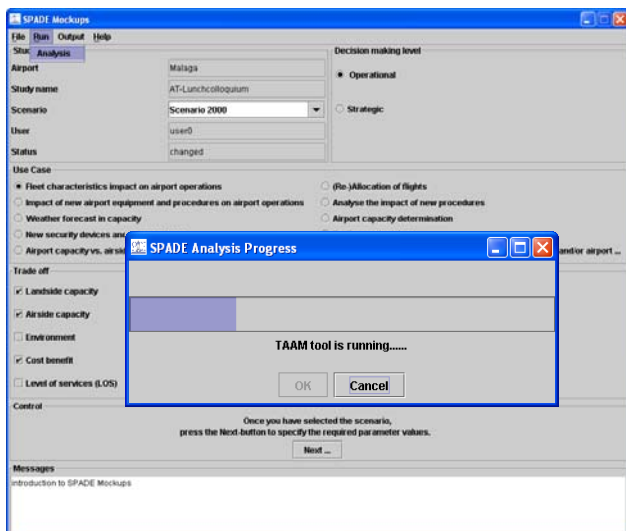 SPADE Mockups
File Run Output Help
Analysis
Decision making level
Airport Malaga
Operational
Study name AT-Lunchcolloquium
Scenario Scenario 2000
Strategic
User user0
Status changed
Use Case
Fleet characteristics impact on airport operations (Re-)Allocation of flights
Impact of new airport equipment and procedures on airport operations Analyse the impact of new procedures
Weather forecast in capacity Airport capacity determination
New security devices
Airport capacity vs. and/or airport ...
SPADE Analysis Progress
Trade off
Landside capacity
Airside capacity
Environment
TAAM tool is running......
Cost benefit
OK Cancel
Level of services (LOS)
Control
Once you have selected the scenario,
press the Next-button to specify the required parameter values.
Next ...
Messages
introduction to SPADE Mockups